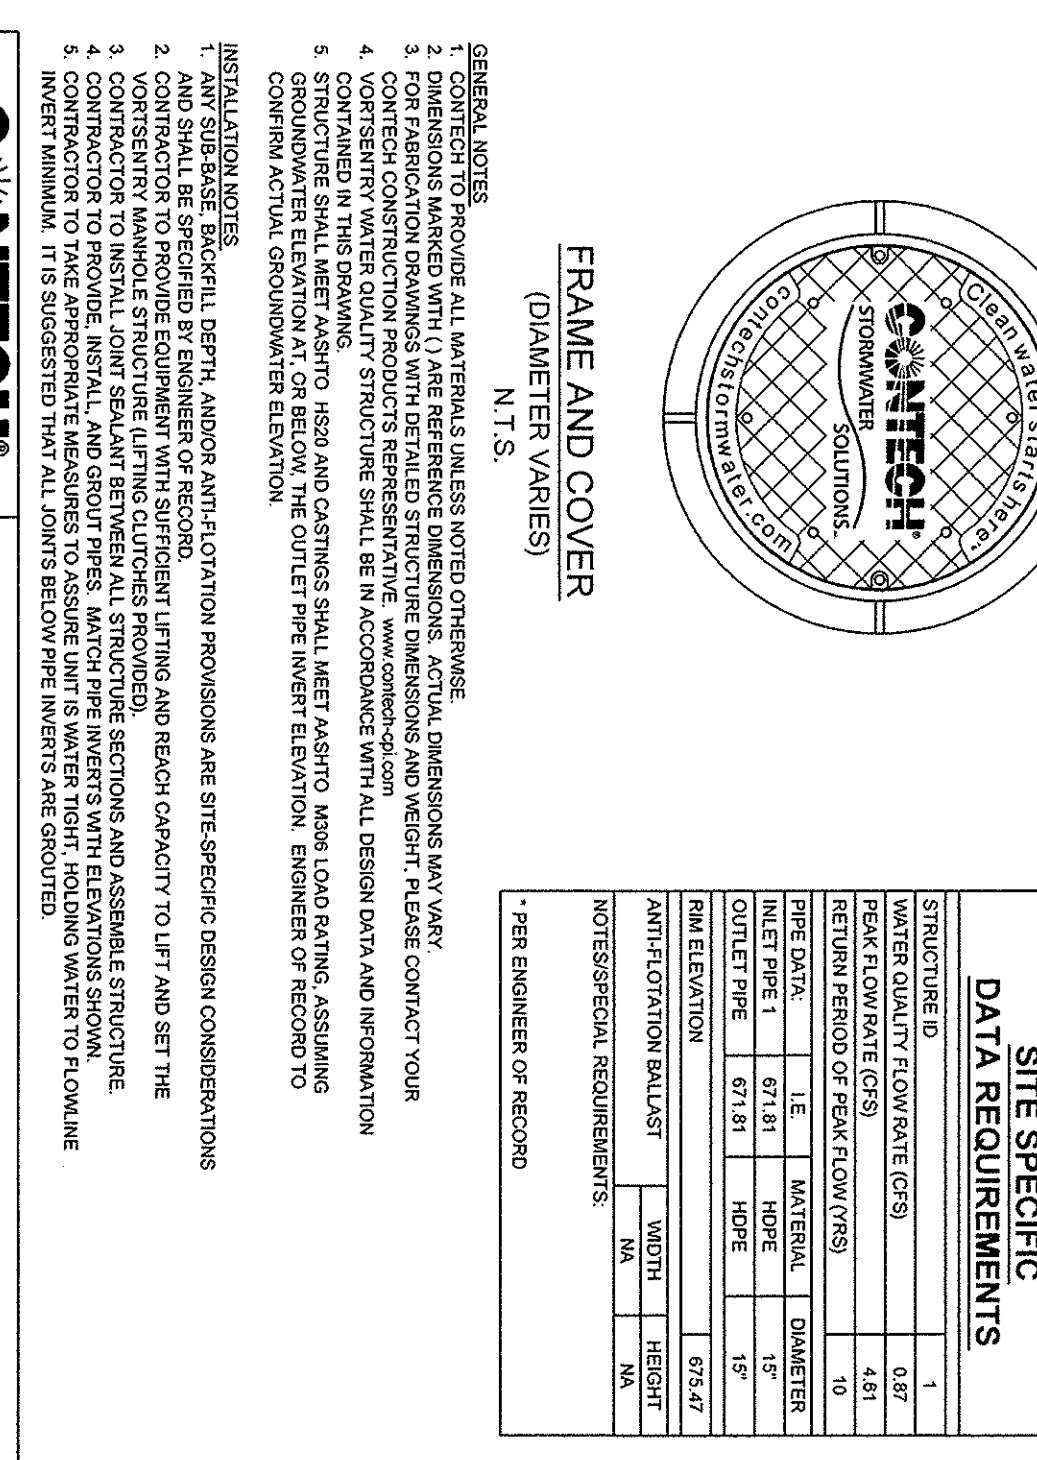 Clean water starts here™
CONTECH®
STORMWATER
SOLUTIONS™
contechstormwater.com
FRAME AND COVER
(DIAMETER VARIES)
N.T.S.
SITE SPECIFIC
DATA REQUIREMENTS
STRUCTURE ID 1
WATER QUALITY FLOW RATE (CFS) 0.87
PEAK FLOW RATE (CFS) 4.61
RETURN PERIOD OF PEAK FLOW (YRS) 10
PIPE DATA: I.E. MATERIAL DIAMETER
INLET PIPE 1 671.81 HDPE 15"
OUTLET PIPE 671.81 HDPE 15"
RIM ELEVATION 675.47
ANTI-FLOTATION BALLAST WIDTH HEIGHT
NA NA
NOTES/SPECIAL REQUIREMENTS:
* PER ENGINEER OF RECORD
GENERAL NOTES
1. CONTECH TO PROVIDE ALL MATERIALS UNLESS NOTED OTHERWISE.
2. DIMENSIONS MARKED WITH ( ) ARE REFERENCE DIMENSIONS. ACTUAL DIMENSIONS MAY VARY.
3. FOR FABRICATION DRAWINGS WITH DETAILED STRUCTURE DIMENSIONS AND WEIGHT, PLEASE CONTACT YOUR
CONTECH CONSTRUCTION PRODUCTS REPRESENTATIVE. www.contech-cpi.com
4. VORTSENTRY WATER QUALITY STRUCTURE SHALL BE IN ACCORDANCE WITH ALL DESIGN DATA AND INFORMATION
CONTAINED IN THIS DRAWING.
5. STRUCTURE SHALL MEET AASHTO HS20 AND CASTINGS SHALL MEET AASHTO M306 LOAD RATING, ASSUMING
GROUNDWATER ELEVATION AT, OR BELOW, THE OUTLET PIPE INVERT ELEVATION. ENGINEER OF RECORD TO
CONFIRM ACTUAL GROUNDWATER ELEVATION.
INSTALLATION NOTES
1. ANY SUB-BASE, BACKFILL DEPTH, AND/OR ANTI-FLOTATION PROVISIONS ARE SITE-SPECIFIC DESIGN CONSIDERATIONS
AND SHALL BE SPECIFIED BY ENGINEER OF RECORD.
2. CONTRACTOR TO PROVIDE EQUIPMENT WITH SUFFICIENT LIFTING AND REACH CAPACITY TO LIFT AND SET THE
VORTSENTRY MANHOLE STRUCTURE (LIFTING CLUTCHES PROVIDED).
3. CONTRACTOR TO INSTALL JOINT SEALANT BETWEEN ALL STRUCTURE SECTIONS AND ASSEMBLE STRUCTURE.
4. CONTRACTOR TO PROVIDE, INSTALL, AND GROUT PIPES. MATCH PIPE INVERTS WITH ELEVATIONS SHOWN.
5. CONTRACTOR TO TAKE APPROPRIATE MEASURES TO ASSURE UNIT IS WATER TIGHT, HOLDING WATER TO FLOWLINE
INVERT MINIMUM. IT IS SUGGESTED THAT ALL JOINTS BELOW PIPE INVERTS ARE GROUTED.